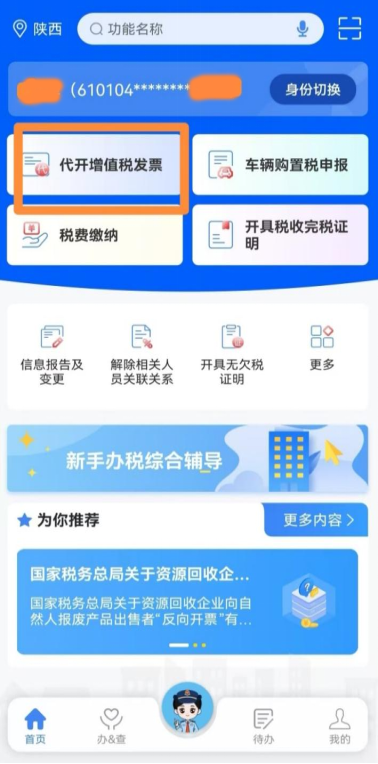 陕西
功能名称
(610104********
身份切换
代开增值税发票
车辆购置税申报
税费缴纳
开具税收完税证
明
信息报告及
变更
解除相关人
员关联关系
开具无欠税
证明
更多
新手办税综合辅导
为你推荐
更多内容
国家税务总局关于资源回收企...
国家税务总局关于资源回收企业向自
然人报废产品出售者“反向开票”有...
首页
办&查
待办
我的